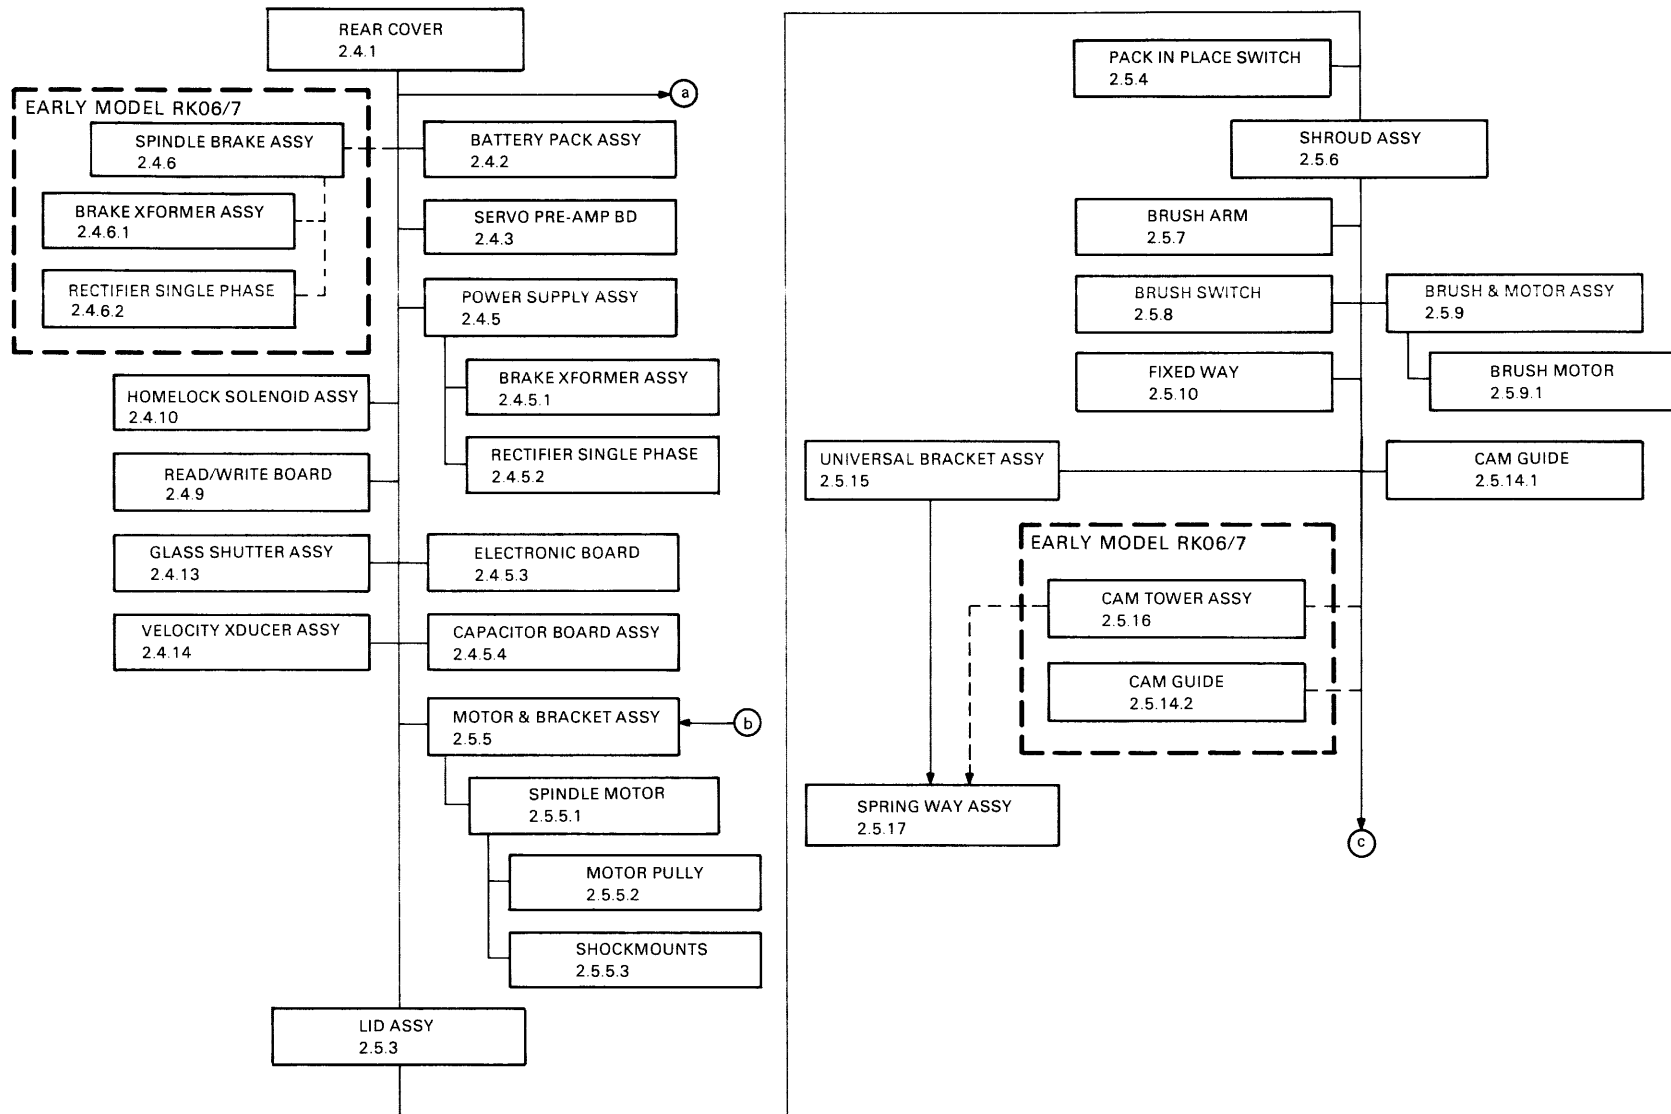 REAR COVER
2.4.1
a
EARLY MODEL RK06/7
SPINDLE BRAKE ASSY
2.4.6
BATTERY PACK ASSY
2.4.2
BRAKE XFORMER ASSY
2.4.6.1
SERVO PRE-AMP BD
2.4.3
RECTIFIER SINGLE PHASE
2.4.6.2
POWER SUPPLY ASSY
2.4.5
BRAKE XFORMER ASSY
2.4.5.1
HOMELOCK SOLENOID ASSY
2.4.10
RECTIFIER SINGLE PHASE
2.4.5.2
READ/WRITE BOARD
2.4.9
GLASS SHUTTER ASSY
2.4.13
ELECTRONIC BOARD
2.4.5.3
VELOCITY XDUCER ASSY
2.4.14
CAPACITOR BOARD ASSY
2.4.5.4
MOTOR & BRACKET ASSY
2.5.5
b
SPINDLE MOTOR
2.5.5.1
MOTOR PULLY
2.5.5.2
SHOCKMOUNTS
2.5.5.3
LID ASSY
2.5.3
PACK IN PLACE SWITCH
2.5.4
SHROUD ASSY
2.5.6
BRUSH ARM
2.5.7
BRUSH SWITCH
2.5.8
BRUSH & MOTOR ASSY
2.5.9
FIXED WAY
2.5.10
BRUSH MOTOR
2.5.9.1
UNIVERSAL BRACKET ASSY
2.5.15
CAM GUIDE
2.5.14.1
EARLY MODEL RK06/7
CAM TOWER ASSY
2.5.16
CAM GUIDE
2.5.14.2
SPRING WAY ASSY
2.5.17
c